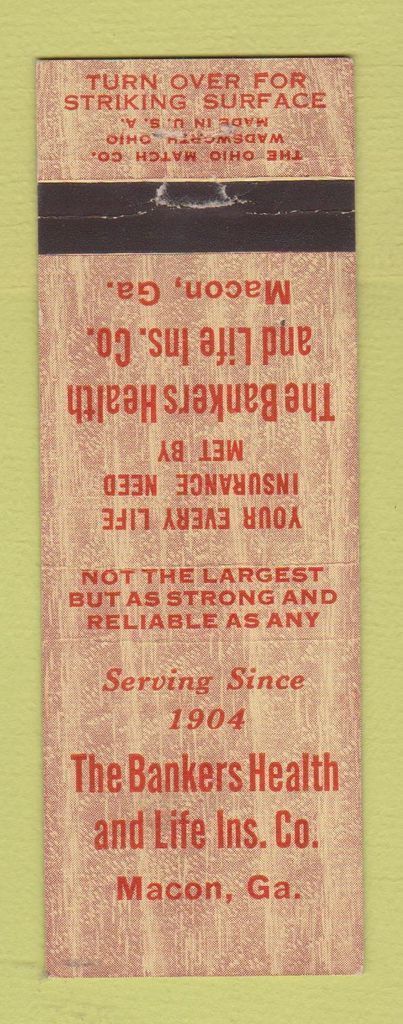 TURN OVER FOR
STRIKING SURFACE
THE OHIO MATCH CO.
WADSWORTH, OHIO
MADE IN U. S. A.
YOUR EVERY LIFE
INSURANCE NEED
MET BY
The Bankers Health
and Life Ins. Co.
Macon, Ga.
NOT THE LARGEST
BUT AS STRONG AND
RELIABLE AS ANY
Serving Since
1904
The Bankers Health
and Life Ins. Co.
Macon, Ga.